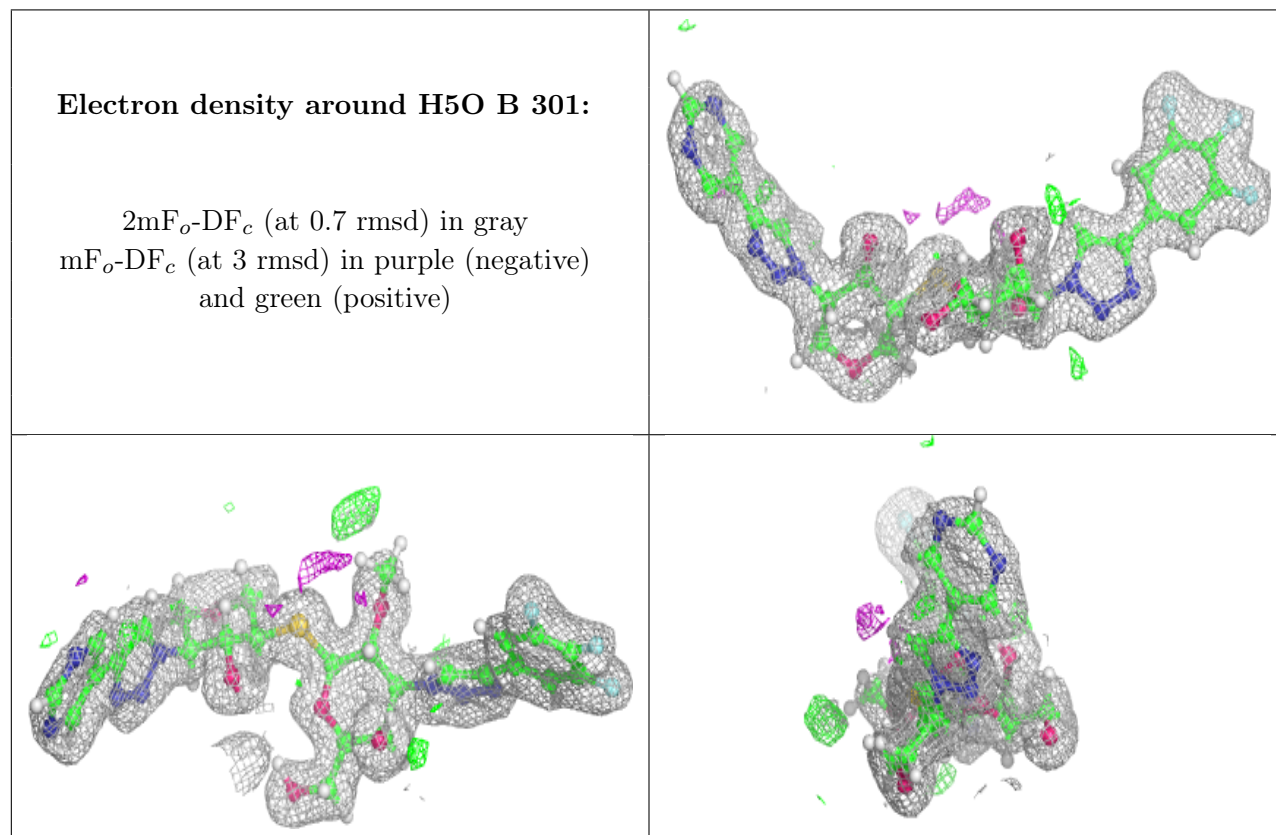 Electron density around H5O B 301:
2mFₒ-DF𝒸 (at 0.7 rmsd) in gray
mFₒ-DF𝒸 (at 3 rmsd) in purple (negative)
and green (positive)